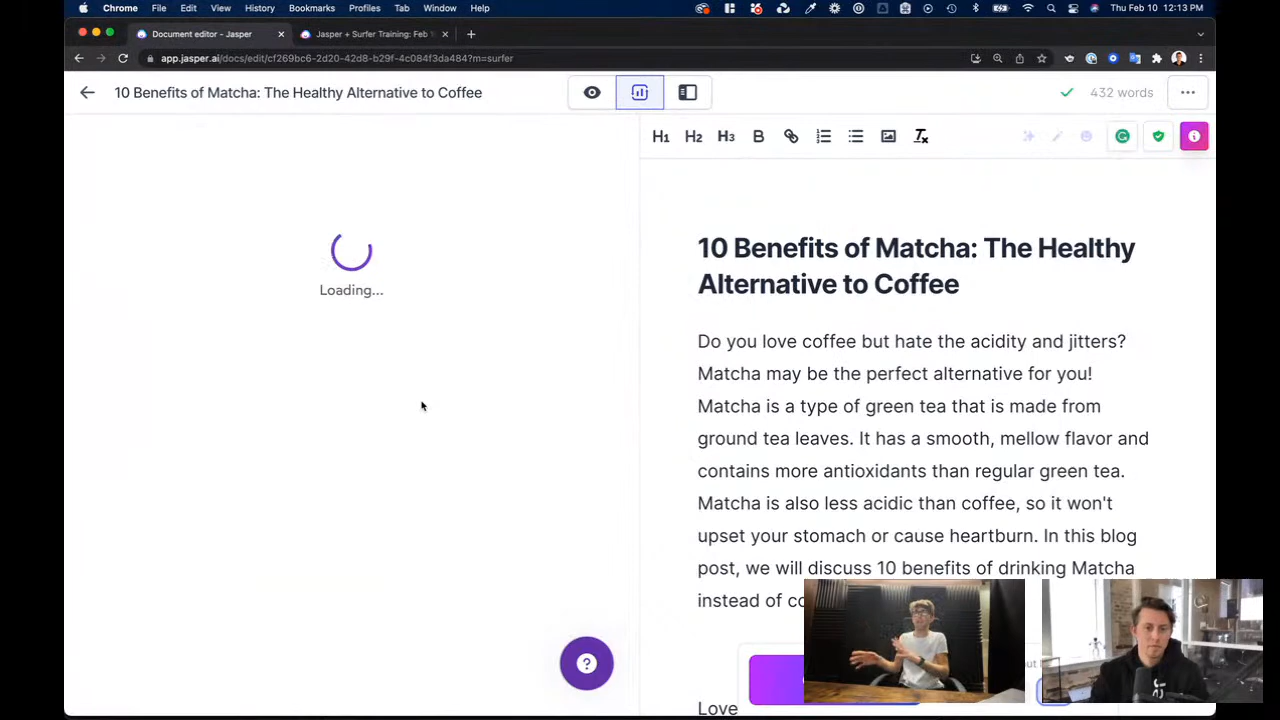 Chrome File Edit View History Bookmarks Profiles Tab Window Help
Thu Feb 10 12:13 PM
Document editor - Jasper
Jasper + Surfer Training: Feb
app.jasper.ai/docs/edit/cf269bc6-2d20-42d8-b29f-4c084f3da484?m=surfer
10 Benefits of Matcha: The Healthy Alternative to Coffee
432 words
H1 H2 H3 B
Loading...
10 Benefits of Matcha: The Healthy
Alternative to Coffee
Do you love coffee but hate the acidity and jitters?
Matcha may be the perfect alternative for you!
Matcha is a type of green tea that is made from
ground tea leaves. It has a smooth, mellow flavor and
contains more antioxidants than regular green tea.
Matcha is also less acidic than coffee, so it won't
upset your stomach or cause heartburn. In this blog
post, we will discuss 10 benefits of drinking Matcha
instead of
Love